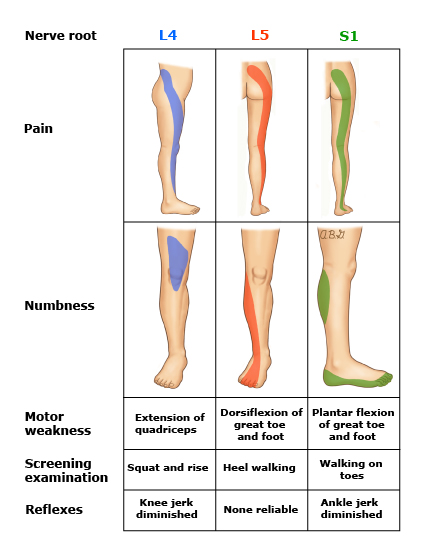 Nerve root L4 L5 S1
Pain
Numbness
Motor
weakness
Extension of
quadriceps
Dorsiflexion of
great toe
and foot
Plantar flexion
of great toe
and foot
Screening
examination
Squat and rise
Heel walking
Walking on
toes
Reflexes
Knee jerk
diminished
None reliable
Ankle jerk
diminished